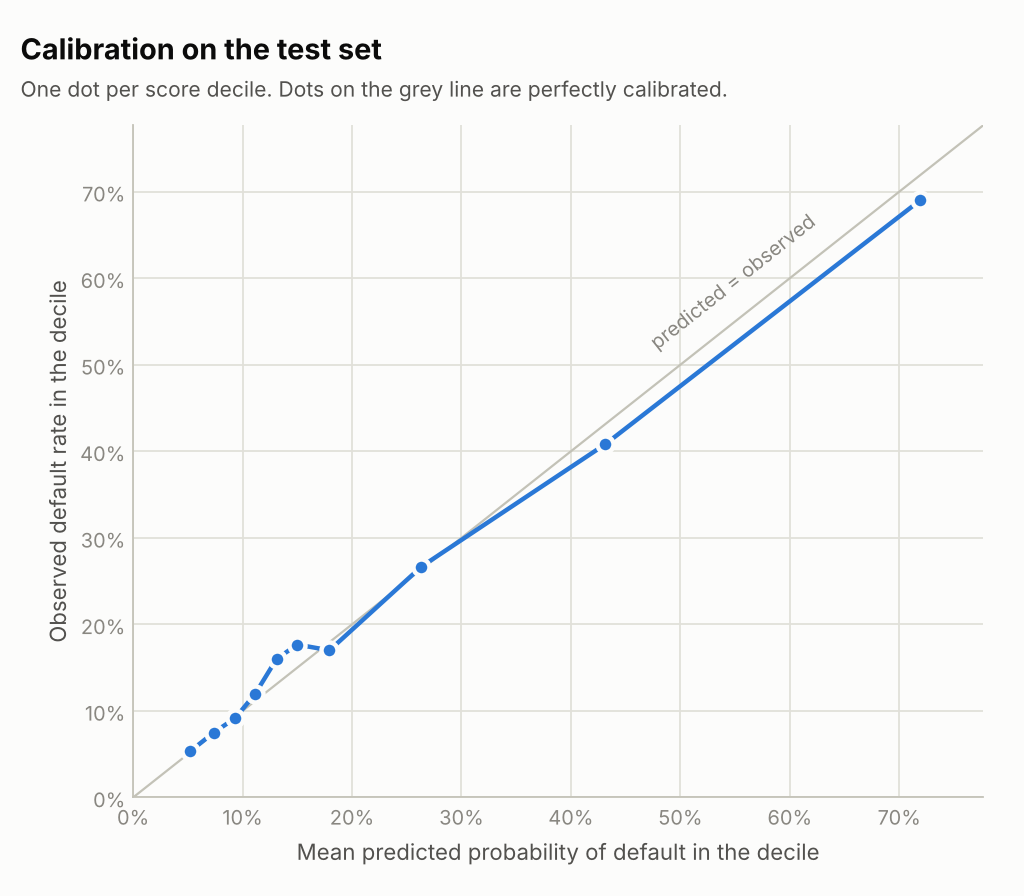 Calibration on the test set
One dot per score decile. Dots on the grey line are perfectly calibrated.
70%
60%
50%
40%
30%
20%
10%
0%
Observed default rate in the decile
predicted = observed
0% 10% 20% 30% 40% 50% 60% 70%
Mean predicted probability of default in the decile